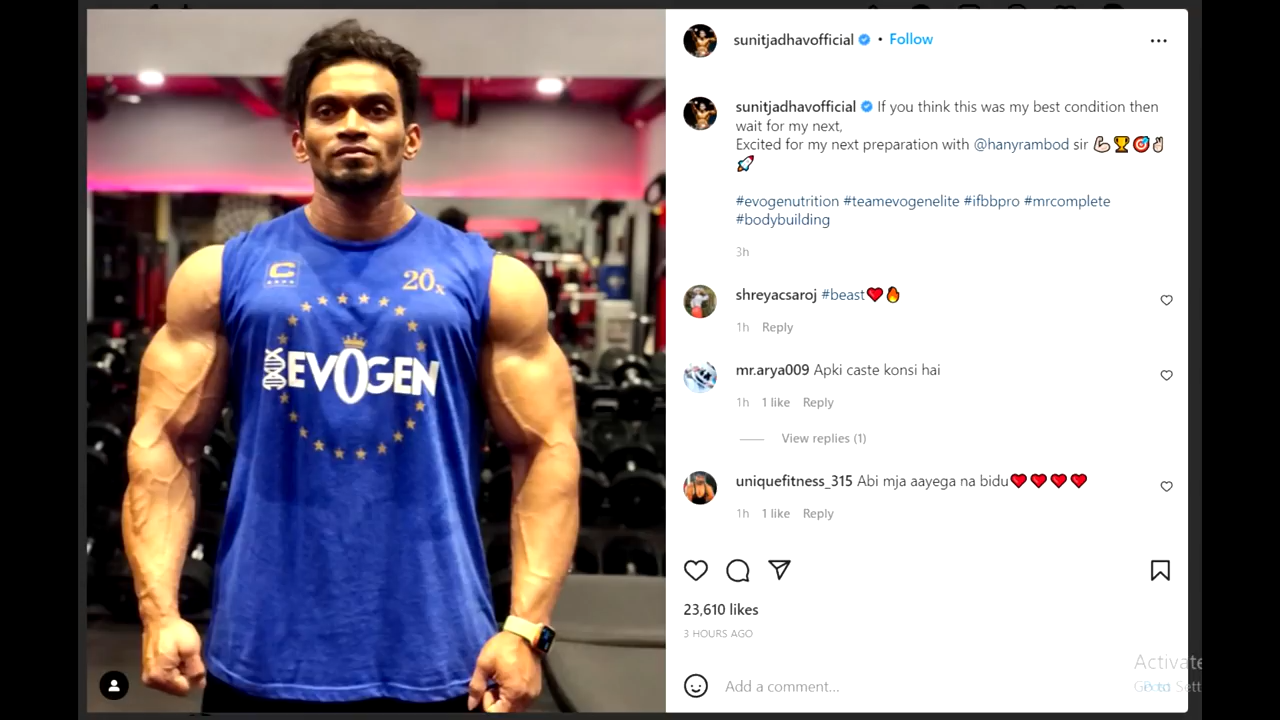 sunitjadhavofficial • Follow
sunitjadhavofficial If you think this was my best condition then
wait for my next,
Excited for my next preparation with @hanyrambod sir 💪🏆🎯✌
🚀
#evogenutrition #teamevogenelite #ifbbpro #mrcomplete
#bodybuilding
3h
shreyacsaroj #beast❤🔥
1h Reply
mr.arya009 Apki caste konsi hai
1h 1 like Reply
View replies (1)
uniquefitness_315 Abi mja aayega na bidu❤❤❤❤
1h 1 like Reply
23,610 likes
3 HOURS AGO
Add a comment...
C
20x
EVOGEN
Activate